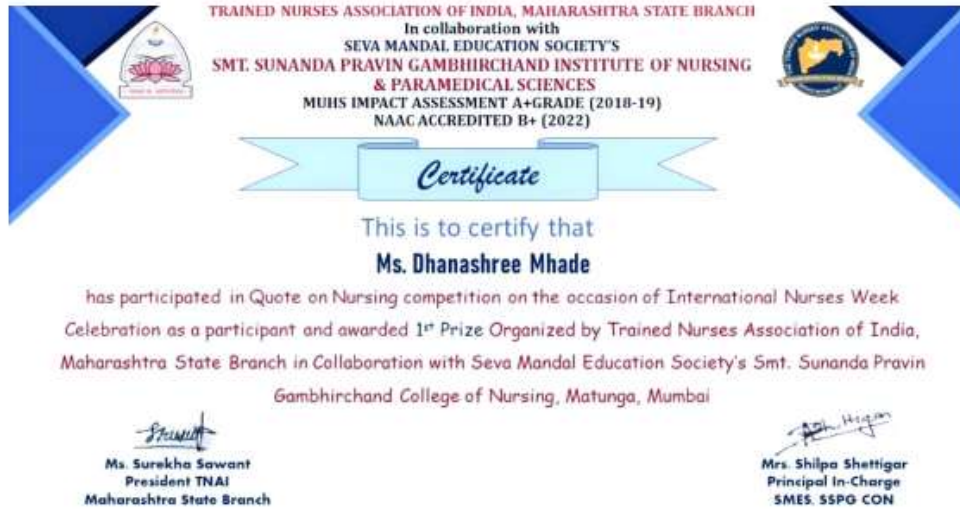 TRAINED NURSES ASSOCIATION OF INDIA, MAHARASHTRA STATE BRANCH
In collaboration with
SEVA MANDAL EDUCATION SOCIETY'S
SMT. SUNANDA PRAVIN GAMBHIRCHAND INSTITUTE OF NURSING
& PARAMEDICAL SCIENCES
MUHS IMPACT ASSESSMENT A+GRADE (2018-19)
NAAC ACCREDITED B+ (2022)
Certificate
This is to certify that
Ms. Dhanashree Mhade
has participated in Quote on Nursing competition on the occasion of International Nurses Week
Celebration as a participant and awarded 1st Prize Organized by Trained Nurses Association of India,
Maharashtra State Branch in Collaboration with Seva Mandal Education Society's Smt. Sunanda Pravin
Gambhirchand College of Nursing, Matunga, Mumbai
Ms. Surekha Sawant
President TNAI
Maharashtra State Branch
Mrs. Shilpa Shettigar
Principal In-Charge
SMES. SSPG CON